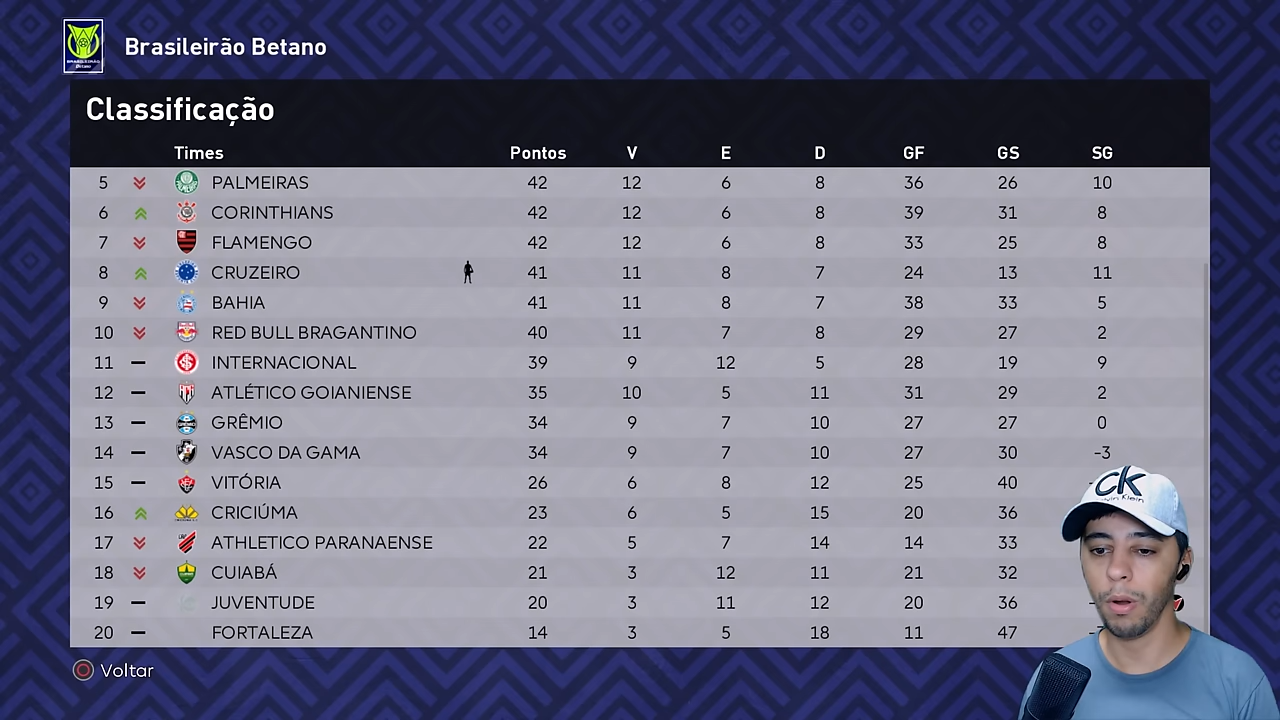 Brasileirão Betano
Classificação
Times Pontos V E D GF GS SG
5 PALMEIRAS 42 12 6 8 36 26 10
6 CORINTHIANS 42 12 6 8 39 31 8
7 FLAMENGO 42 12 6 8 33 25 8
8 CRUZEIRO 41 11 8 7 24 13 11
9 BAHIA 41 11 8 7 38 33 5
10 RED BULL BRAGANTINO 40 11 7 8 29 27 2
11 INTERNACIONAL 39 9 12 5 28 19 9
12 ATLÉTICO GOIANIENSE 35 10 5 11 31 29 2
13 GRÊMIO 34 9 7 10 27 27 0
14 VASCO DA GAMA 34 9 7 10 27 30 -3
15 VITÓRIA 26 6 8 12 25 40
16 CRICIÚMA 23 6 5 15 20 36
17 ATHLETICO PARANAENSE 22 5 7 14 14 33
18 CUIABÁ 21 3 12 11 21 32
19 JUVENTUDE 20 3 11 12 20 36
20 FORTALEZA 14 3 5 18 11 47
Voltar
CK
Calvin Klein